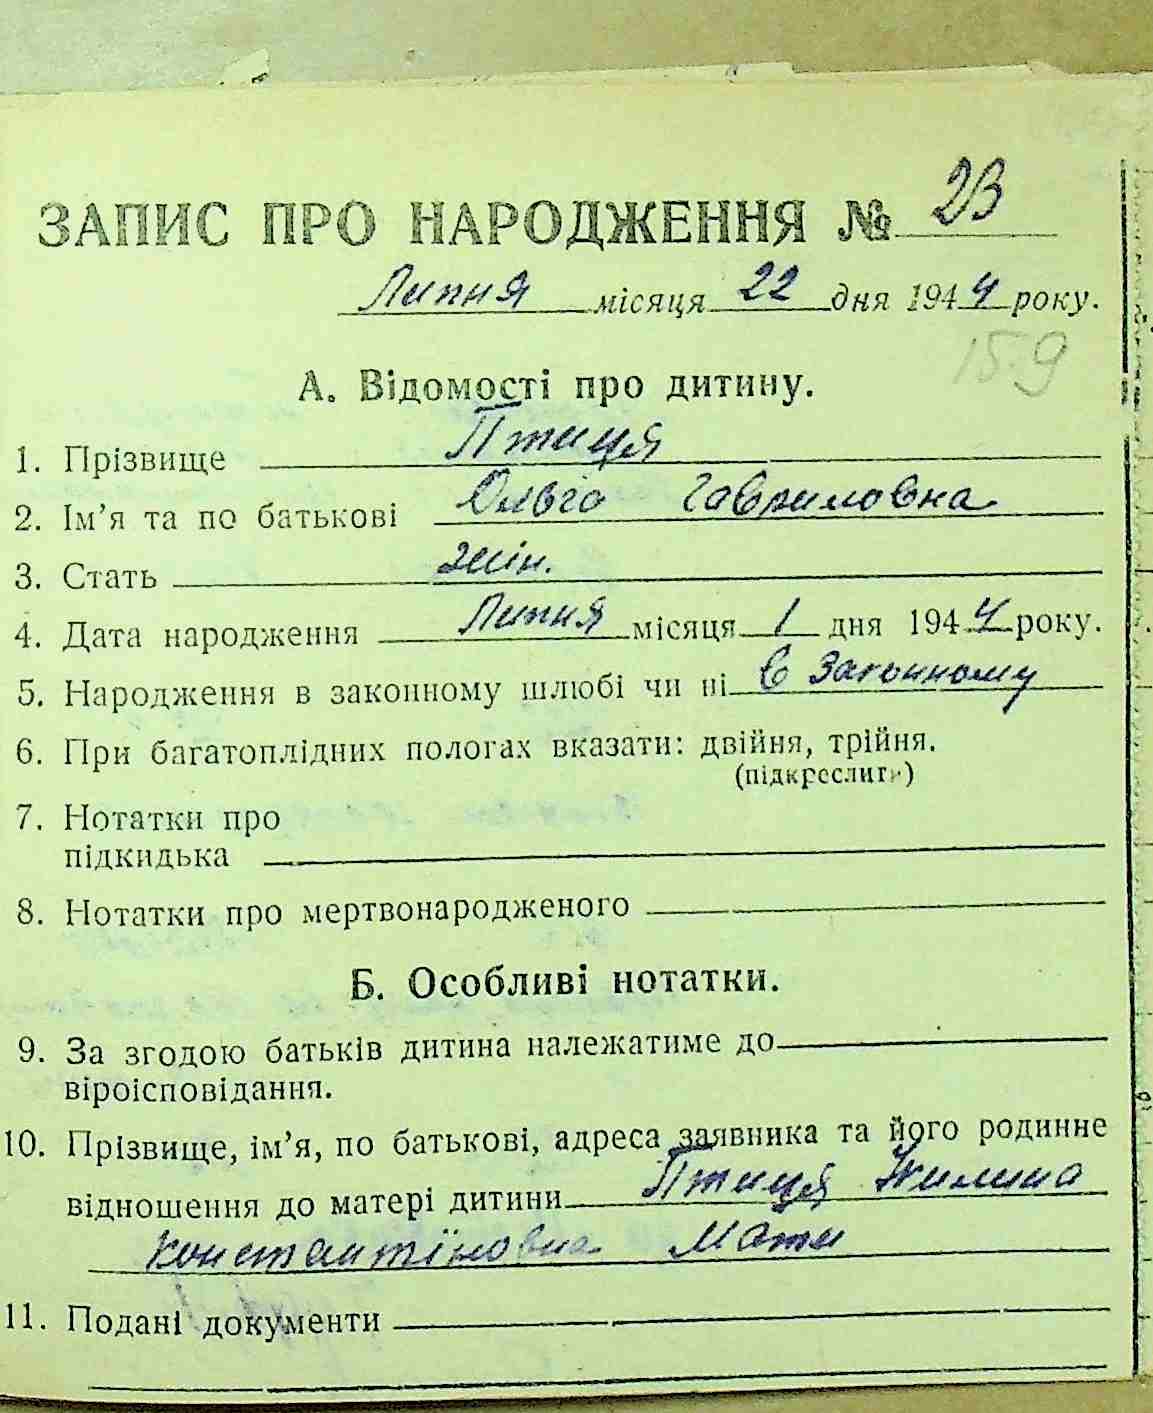 ЗАПИС ПРО НАРОДЖЕННЯ № 23
Липня місяця 22 дня 1944 року.
159
А. Відомості про дитину.
1. Прізвище Птиця
2. Ім'я та по батькові Ольга Гавриловна
3. Стать жін.
4. Дата народження Липня місяця 1 дня 1944 року.
5. Народження в законному шлюбі чи ні в Законному
6. При багатоплідних пологах вказати: двійня, трійня.
(підкреслити)
7. Нотатки про
підкидька
8. Нотатки про мертвонародженого
Б. Особливі нотатки.
9. За згодою батьків дитина належатиме до
віроісповідання.
10. Прізвище, ім'я, по батькові, адреса заявника та його родинне
відношення до матері дитини Птиця
Константіновна Мати
11. Подані документи